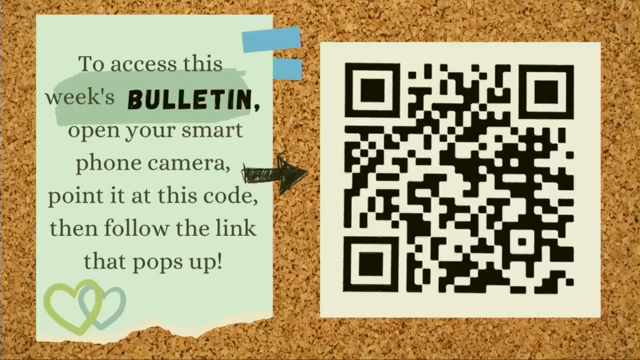 To access this
week's BULLETIN,
open your smart
phone camera,
point it at this code,
then follow the link
that pops up!